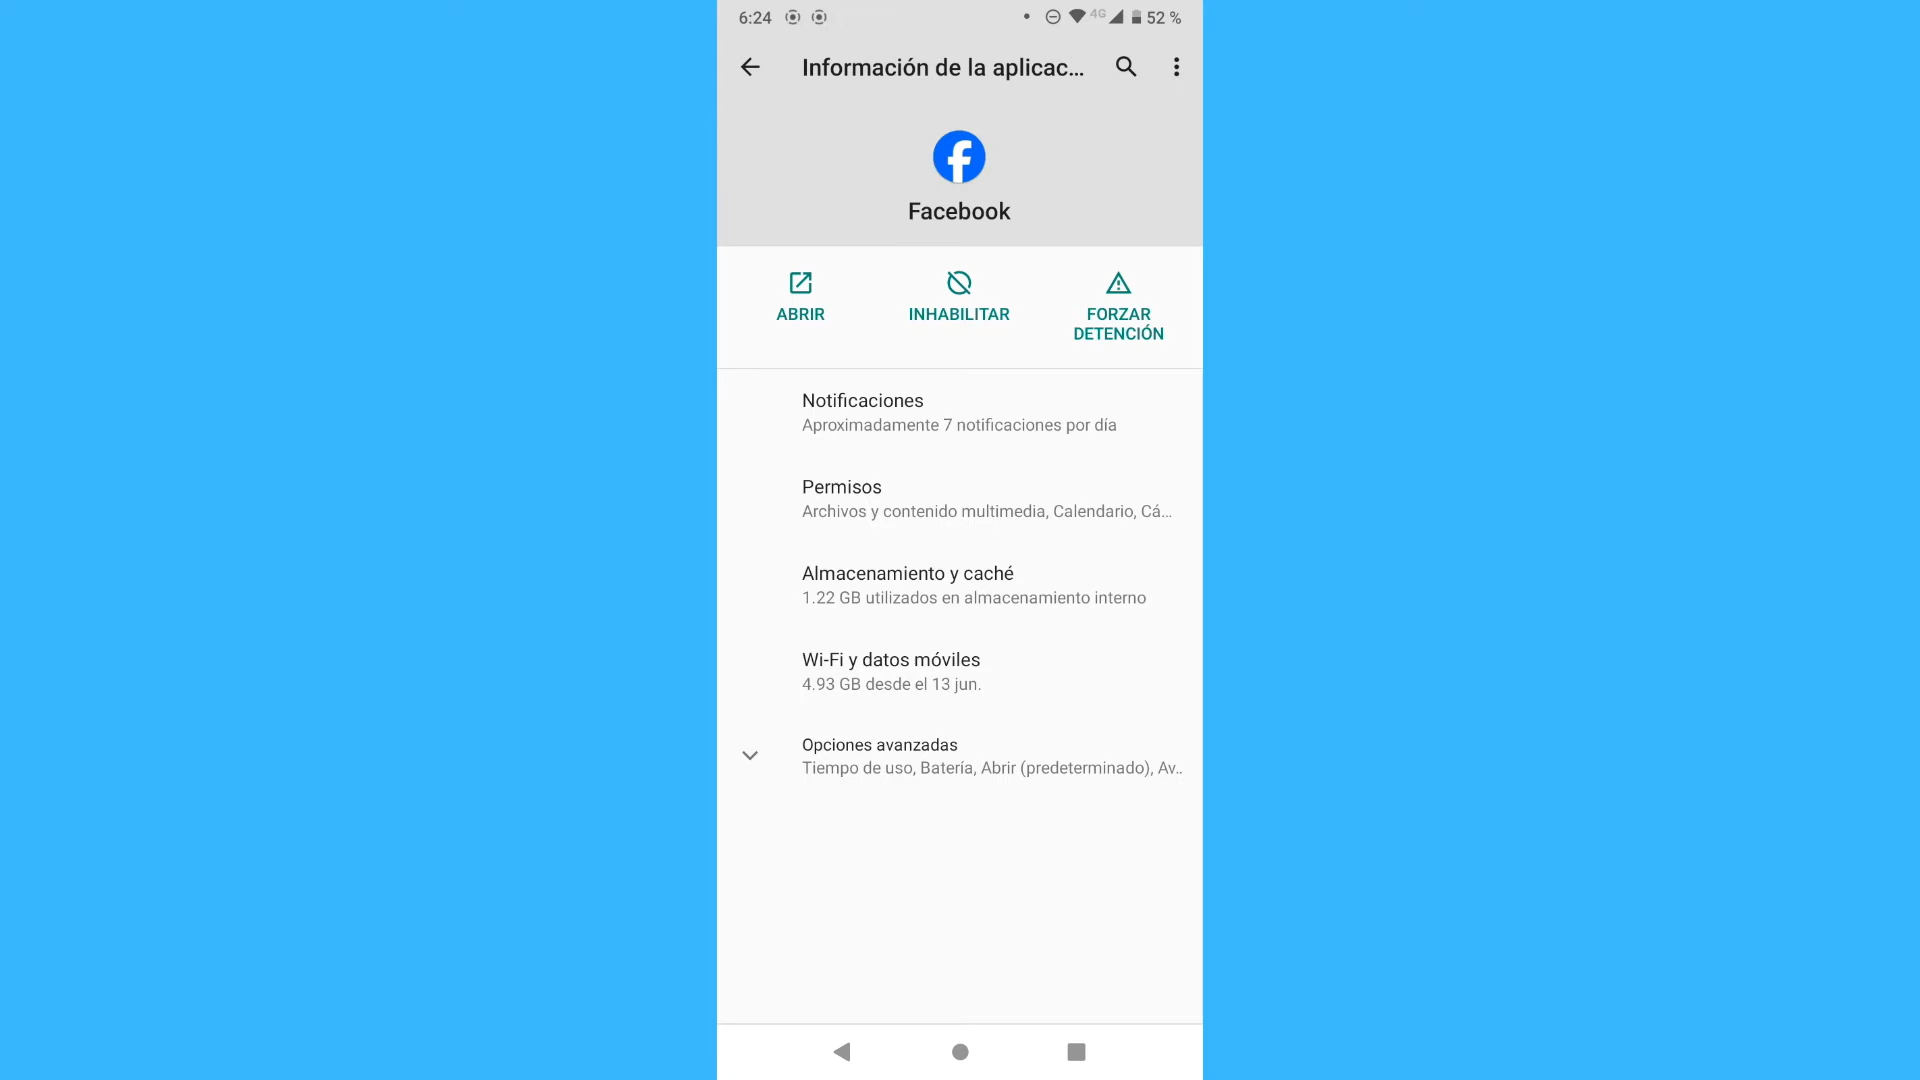 6:24
4G
52 %
Información de la aplicac...
Facebook
ABRIR
INHABILITAR
FORZAR
DETENCIÓN
Notificaciones
Aproximadamente 7 notificaciones por día
Permisos
Archivos y contenido multimedia, Calendario, Cá...
Almacenamiento y caché
1.22 GB utilizados en almacenamiento interno
Wi-Fi y datos móviles
4.93 GB desde el 13 jun.
Opciones avanzadas
Tiempo de uso, Batería, Abrir (predeterminado), Av..